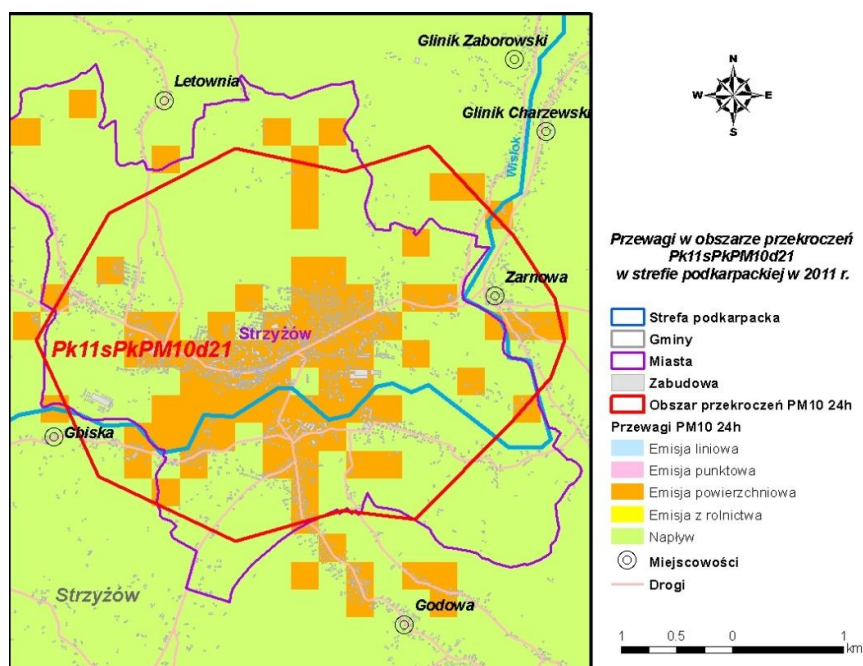 Glinik Zaborowski
Letownia
Glinik Charzewski
Wisłok
Zarnowa
Strzyżów
Pk11sPkPM10d21
Gbiska
Strzyżów
Godowa
N
W E
S
Przewagi w obszarze przekroczeń
Pk11sPkPM10d21
w strefie podkarpackiej w 2011 r.
Strefa podkarpacka
Gminy
Miasta
Zabudowa
Obszar przekroczeń PM10 24h
Przewagi PM10 24h
Emisja liniowa
Emisja punktowa
Emisja powierzchniowa
Emisja z rolnictwa
Napływ
Miejscowości
Drogi
1 0.5 0 1
km